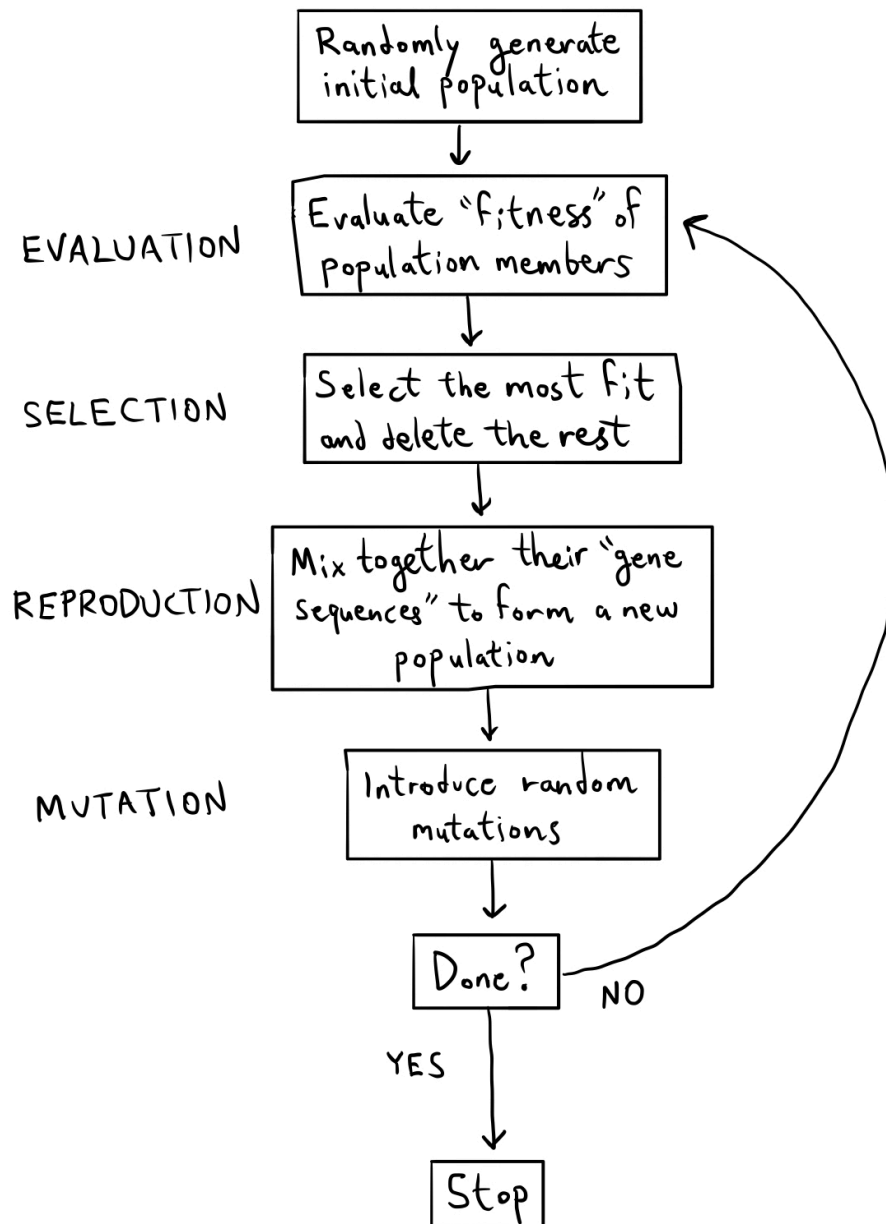 Randomly generate
initial population
EVALUATION
Evaluate "fitness" of
population members
SELECTION
Select the most fit
and delete the rest
REPRODUCTION
Mix together their "gene
sequences" to form a new
population
MUTATION
Introduce random
mutations
Done?
NO
YES
Stop